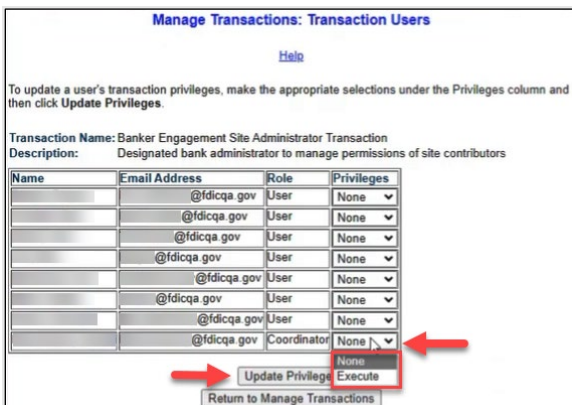 Manage Transactions: Transaction Users
Help
To update a user's transaction privileges, make the appropriate selections under the Privileges column and
then click Update Privileges.
Transaction Name: Banker Engagement Site Administrator Transaction
Description: Designated bank administrator to manage permissions of site contributors
Name Email Address Role Privileges
@fdicqa.gov User None
@fdicqa.gov User None
@fdicqa.gov User None
@fdicqa.gov User None
@fdicqa.gov User None
@fdicqa.gov User None
@fdicqa.gov User None
@fdicqa.gov Coordinator None
None
Update Privilege Execute
Return to Manage Transactions